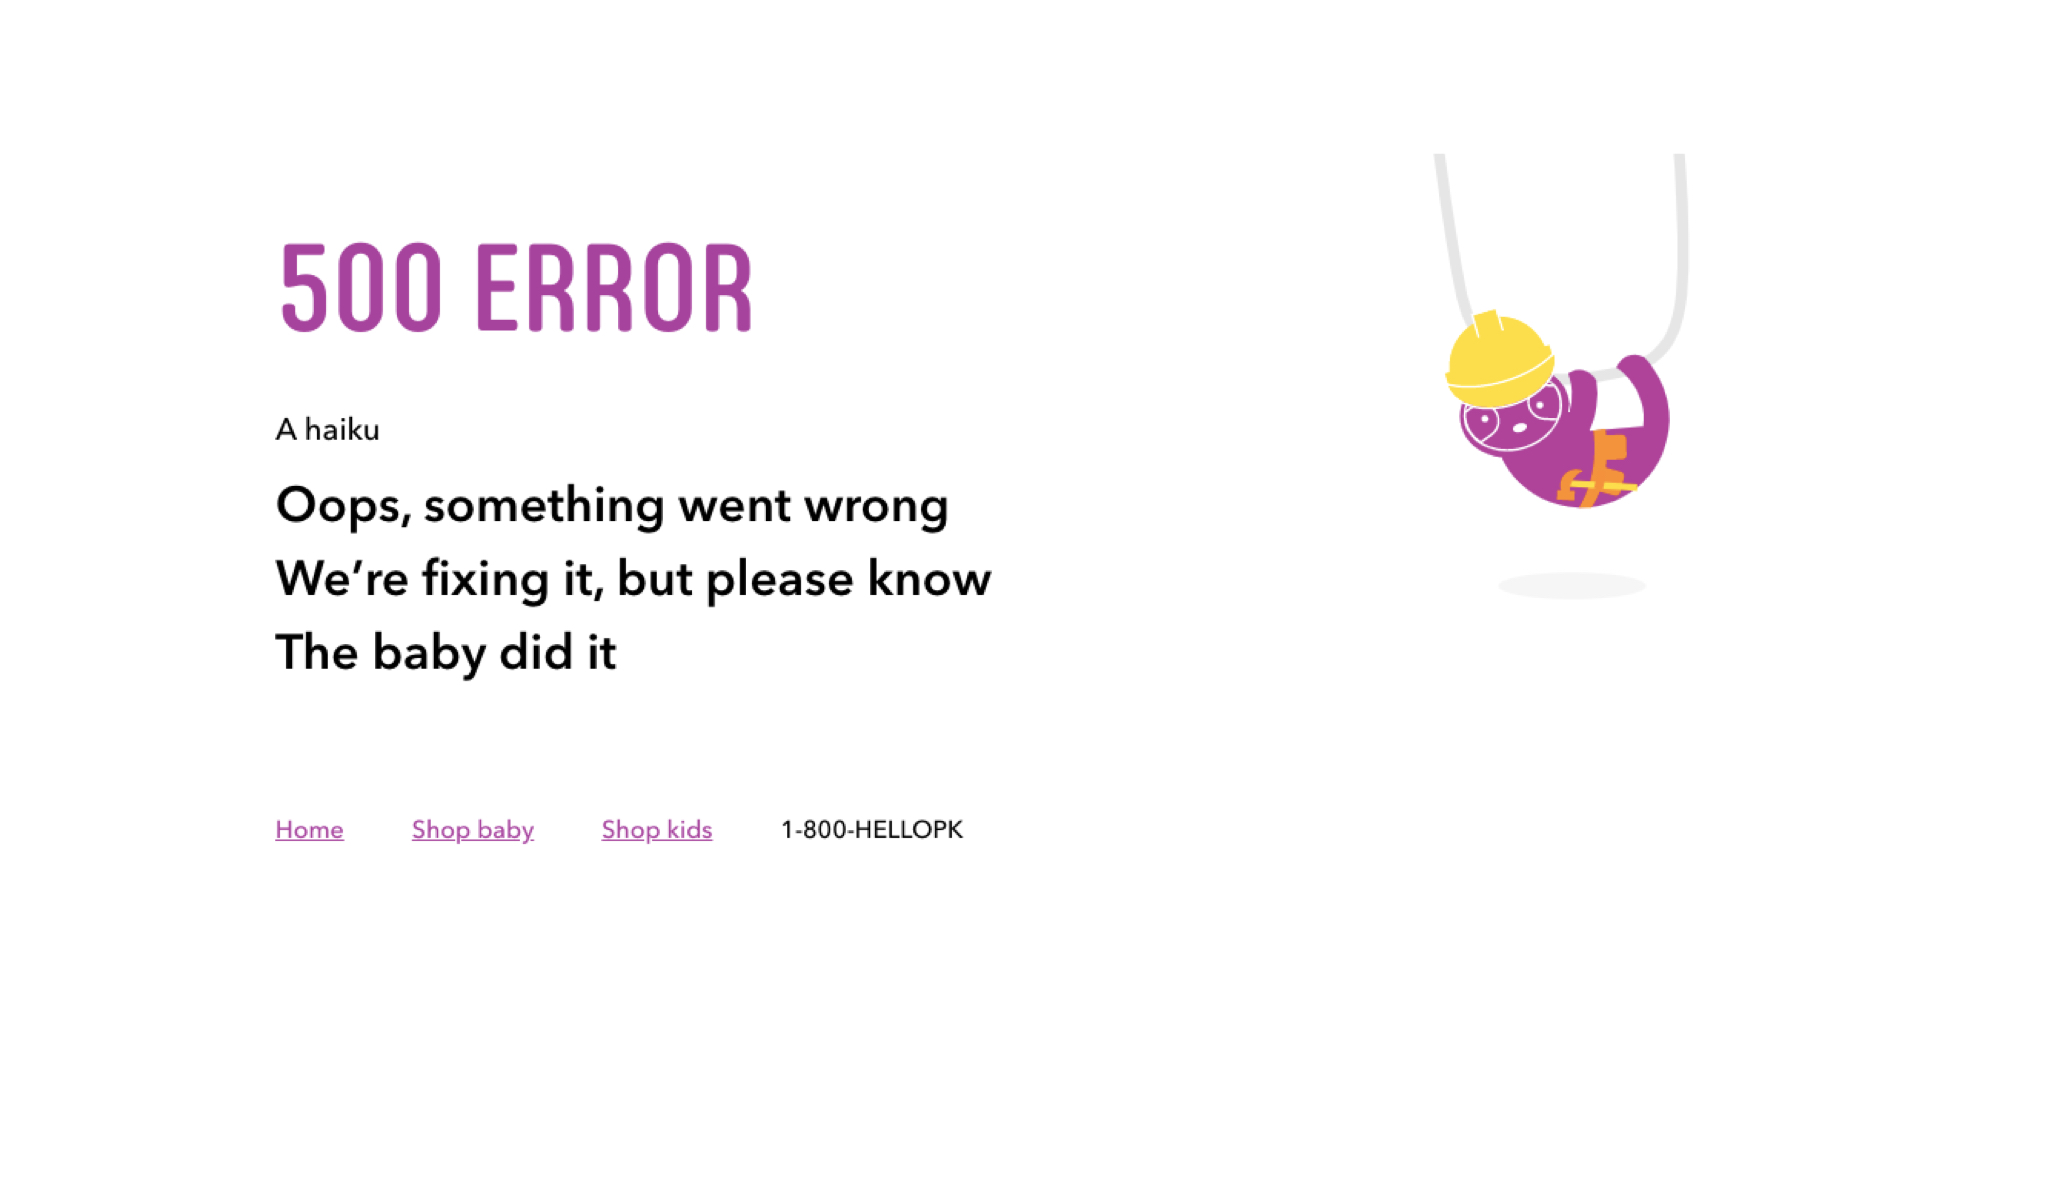 500 ERROR
A haiku
Oops, something went wrong
We’re fixing it, but please know
The baby did it
Home Shop baby Shop kids 1-800-HELLOPK